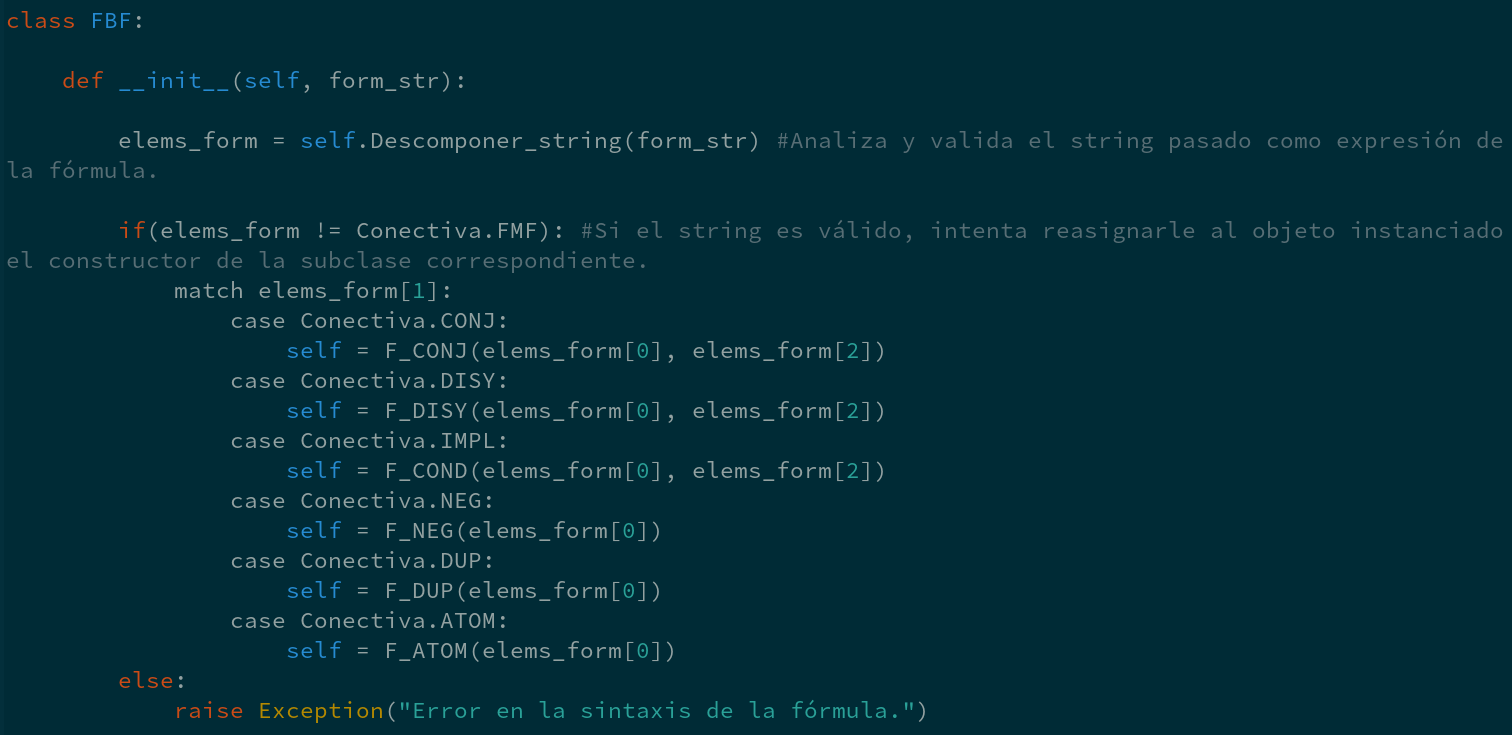 class FBF:
    def __init__(self, form_str):
        elems_form = self.Descomponer_string(form_str) #Analiza y valida el string pasado como expresión de
la fórmula.
        if(elems_form != Conectiva.FMF): #Si el string es válido, intenta reasignarle al objeto instanciado
el constructor de la subclase correspondiente.
            match elems_form[1]:
                case Conectiva.CONJ:
                    self = F_CONJ(elems_form[0], elems_form[2])
                case Conectiva.DISY:
                    self = F_DISY(elems_form[0], elems_form[2])
                case Conectiva.IMPL:
                    self = F_COND(elems_form[0], elems_form[2])
                case Conectiva.NEG:
                    self = F_NEG(elems_form[0])
                case Conectiva.DUP:
                    self = F_DUP(elems_form[0])
                case Conectiva.ATOM:
                    self = F_ATOM(elems_form[0])
        else:
            raise Exception("Error en la sintaxis de la fórmula.")